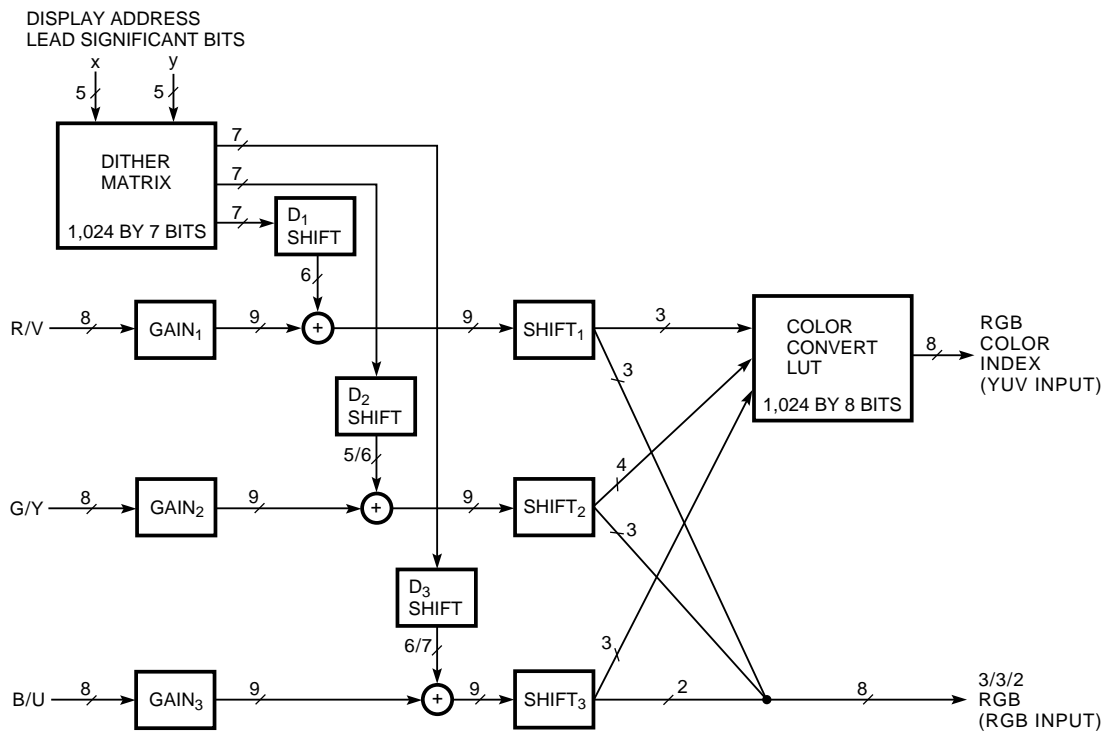 DISPLAY ADDRESS
LEAD SIGNIFICANT BITS
x y
5 5
DITHER
MATRIX
1,024 BY 7 BITS
7
7
7
D1
SHIFT
6
R/V 8 GAIN1 9 + 9 SHIFT1 3
COLOR
CONVERT
LUT
1,024 BY 8 BITS
8
RGB
COLOR
INDEX
(YUV INPUT)
3
D2
SHIFT
5/6
G/Y 8 GAIN2 9 + 9 SHIFT2 4
3
D3
SHIFT
6/7
3
B/U 8 GAIN3 9 + 9 SHIFT3 2 8
3/3/2
RGB
(RGB INPUT)